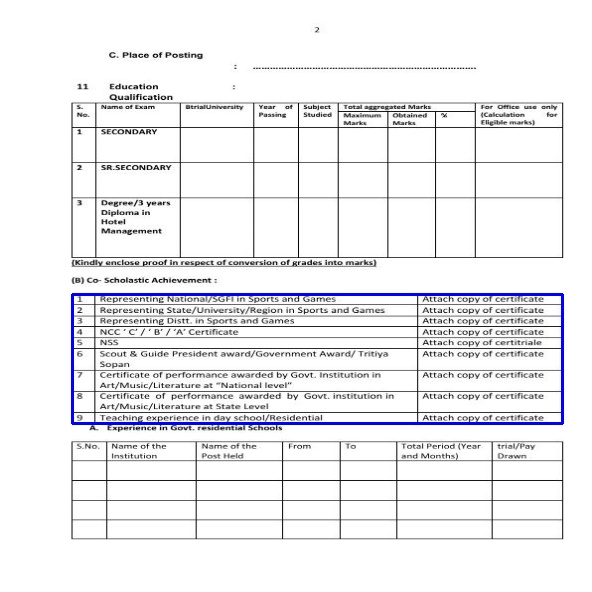 2
C. Place of Posting
: ................................................................................
11 Education :
Qualification
S. Name of Exam BtrialUniversity Year of Subject Total aggregated Marks For Office use only
No. Passing Studied Maximum Obtained % (Calculation for
Marks Marks Eligible marks)
1 SECONDARY
2 SR.SECONDARY
3 Degree/3 years
Diploma in
Hotel
Management
(Kindly enclose proof in respect of conversion of grades into marks)
(B) Co- Scholastic Achievement :
1 Representing National/SGFI in Sports and Games Attach copy of certificate
2 Representing State/University/Region in Sports and Games Attach copy of certificate
3 Representing Distt. in Sports and Games Attach copy of certificate
4 NCC ‘ C’ / ‘ B’ / ‘A’ Certificate Attach copy of certificate
5 NSS Attach copy of certitriale
6 Scout & Guide President award/Government Award/ Tritiya Attach copy of certificate
Sopan
7 Certificate of performance awarded by Govt. Institution in Attach copy of certificate
Art/Music/Literature at “National level”
8 Certificate of performance awarded by Govt. institution in Attach copy of certificate
Art/Music/Literature at State Level
9 Teaching experience in day school/Residential Attach copy of certificate
A. Experience in Govt. residential Schools
S.No. Name of the Name of the From To Total Period (Year trial/Pay
Institution Post Held and Months) Drawn